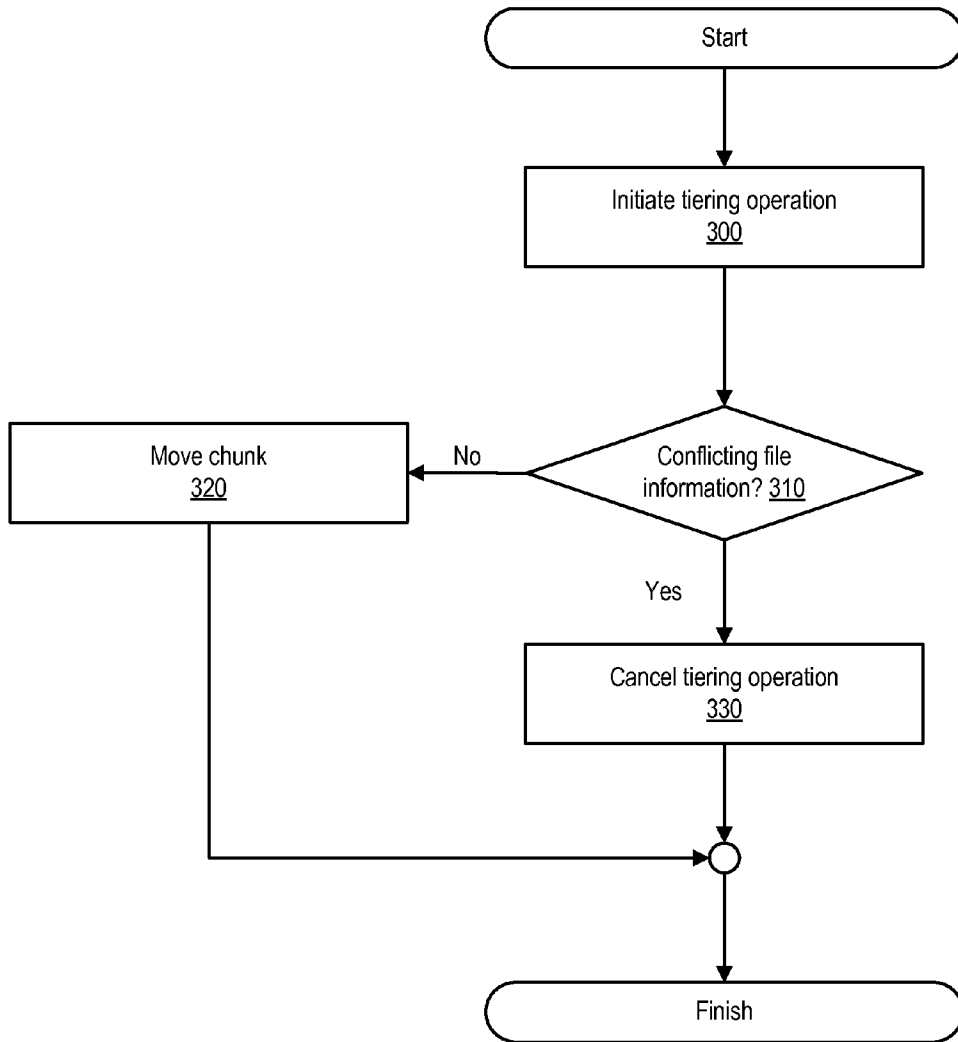 Start
Initiate tiering operation
300
Conflicting file
information? 310
No
Move chunk
320
Yes
Cancel tiering operation
330
Finish